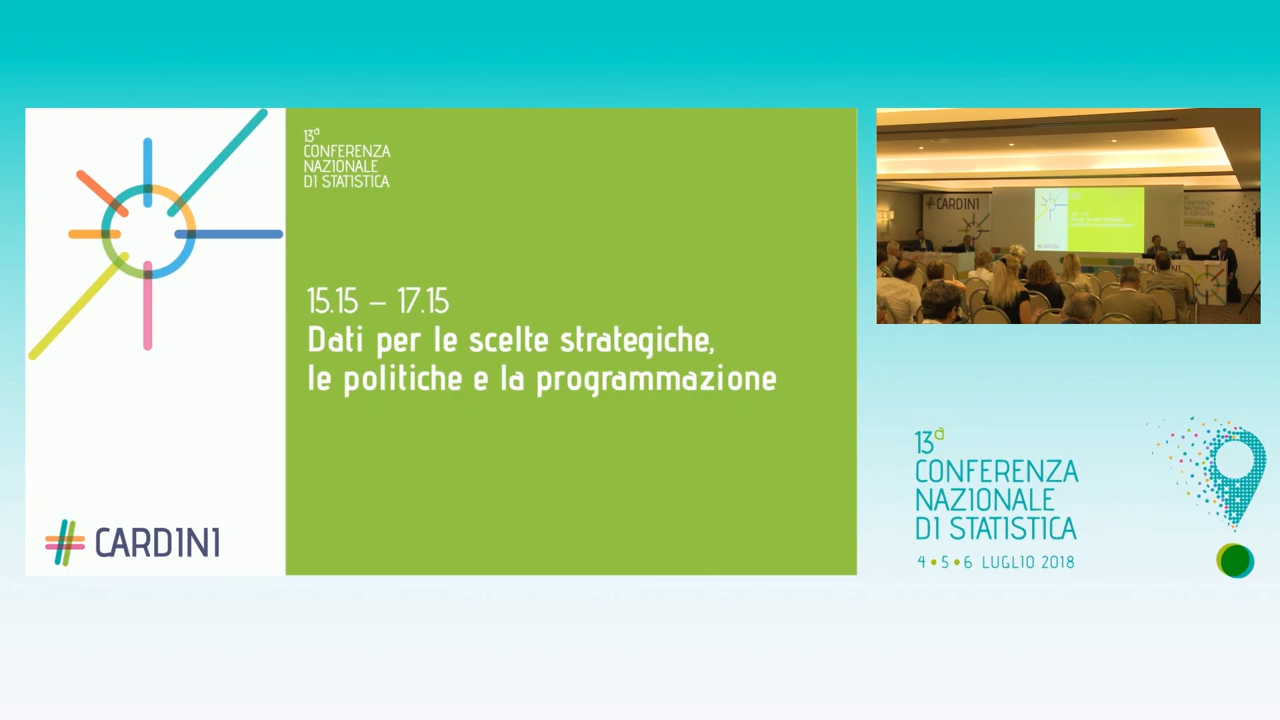 13ª
CONFERENZA
NAZIONALE
DI STATISTICA
15.15 – 17.15
Dati per le scelte strategiche,
le politiche e la programmazione
# CARDINI
#CARDINI
13ª
CONFERENZA
NAZIONALE
DI STATISTICA
4•5•6 LUGLIO 2018